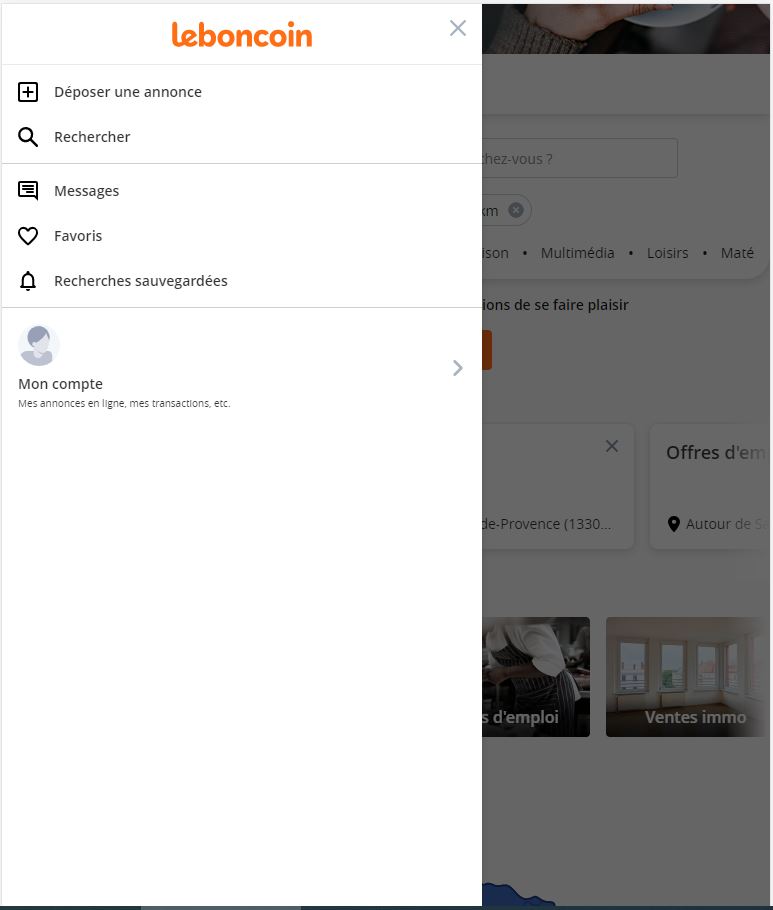 leboncoin
Déposer une annonce
Rechercher
Messages
Favoris
Recherches sauvegardées
Mon compte
Mes annonces en ligne, mes transactions, etc.
chez-vous ?
km
ison • Multimédia • Loisirs • Maté
ions de se faire plaisir
Offres d'em
de-Provence (1330...
Autour de Sa
s d'emploi
Ventes immo